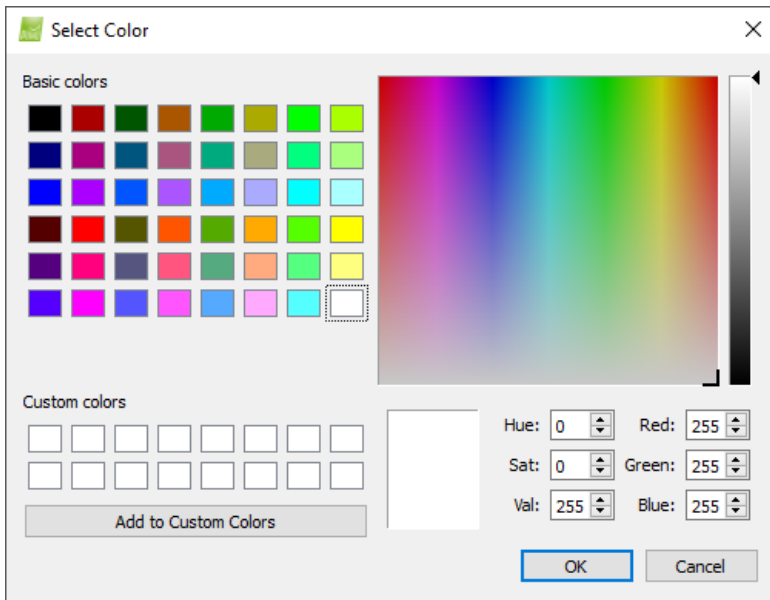 Select Color
Basic colors
Custom colors
Add to Custom Colors
Hue: 0 Red: 255
Sat: 0 Green: 255
Val: 255 Blue: 255
OK Cancel